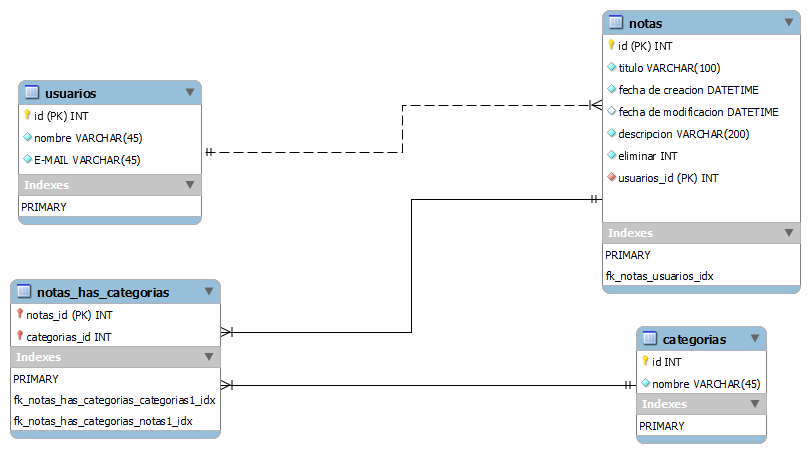 usuarios
id (PK) INT
nombre VARCHAR(45)
E-MAIL VARCHAR(45)
Indexes
PRIMARY
notas
id (PK) INT
titulo VARCHAR(100)
fecha de creacion DATETIME
fecha de modificacion DATETIME
descripcion VARCHAR(200)
eliminar INT
usuarios_id (PK) INT
Indexes
PRIMARY
fk_notas_usuarios_idx
notas_has_categorias
notas_id (PK) INT
categorias_id INT
Indexes
PRIMARY
fk_notas_has_categorias_categorias1_idx
fk_notas_has_categorias_notas1_idx
categorias
id INT
nombre VARCHAR(45)
Indexes
PRIMARY